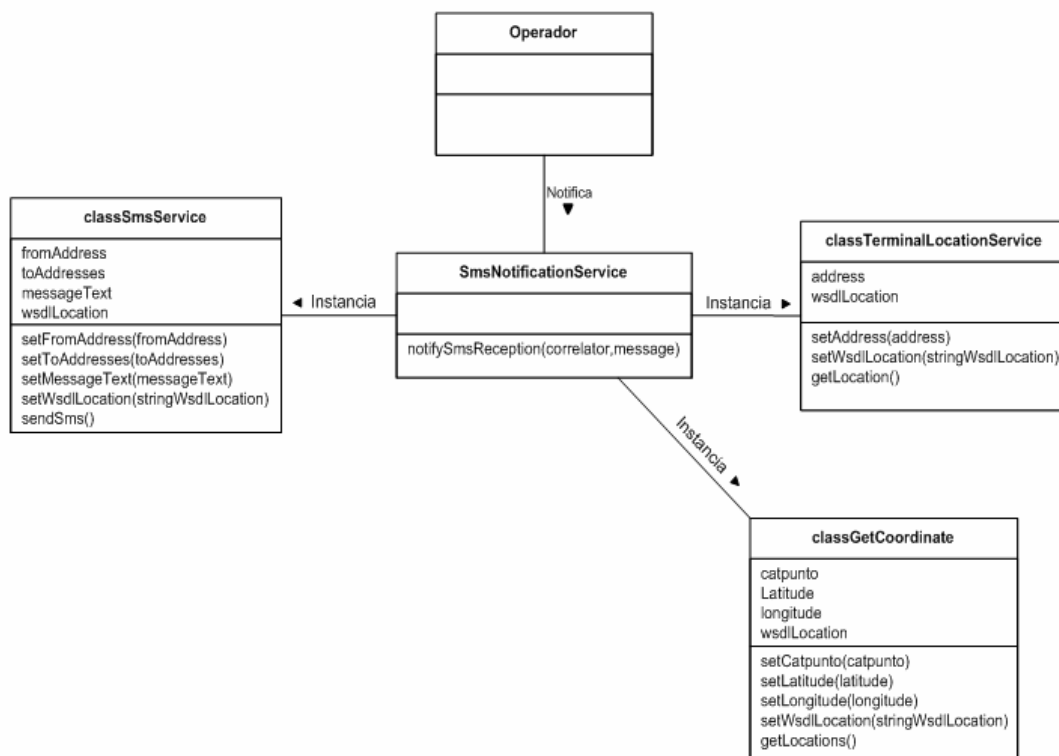 Operador
Notifica
classSmsService
fromAddress
toAddresses
messageText
wsdlLocation
setFromAddress(fromAddress)
setToAddresses(toAddresses)
setMessageText(messageText)
setWsdlLocation(stringWsdlLocation)
sendSms()
Instancia
SmsNotificationService
notifySmsReception(correlator,message)
Instancia
classTerminalLocationService
address
wsdlLocation
setAddress(address)
setWsdlLocation(stringWsdlLocation)
getLocation()
Instancia
classGetCoordinate
catpunto
Latitude
longitude
wsdlLocation
setCatpunto(catpunto)
setLatitude(latitude)
setLongitude(longitude)
setWsdlLocation(stringWsdlLocation)
getLocations()